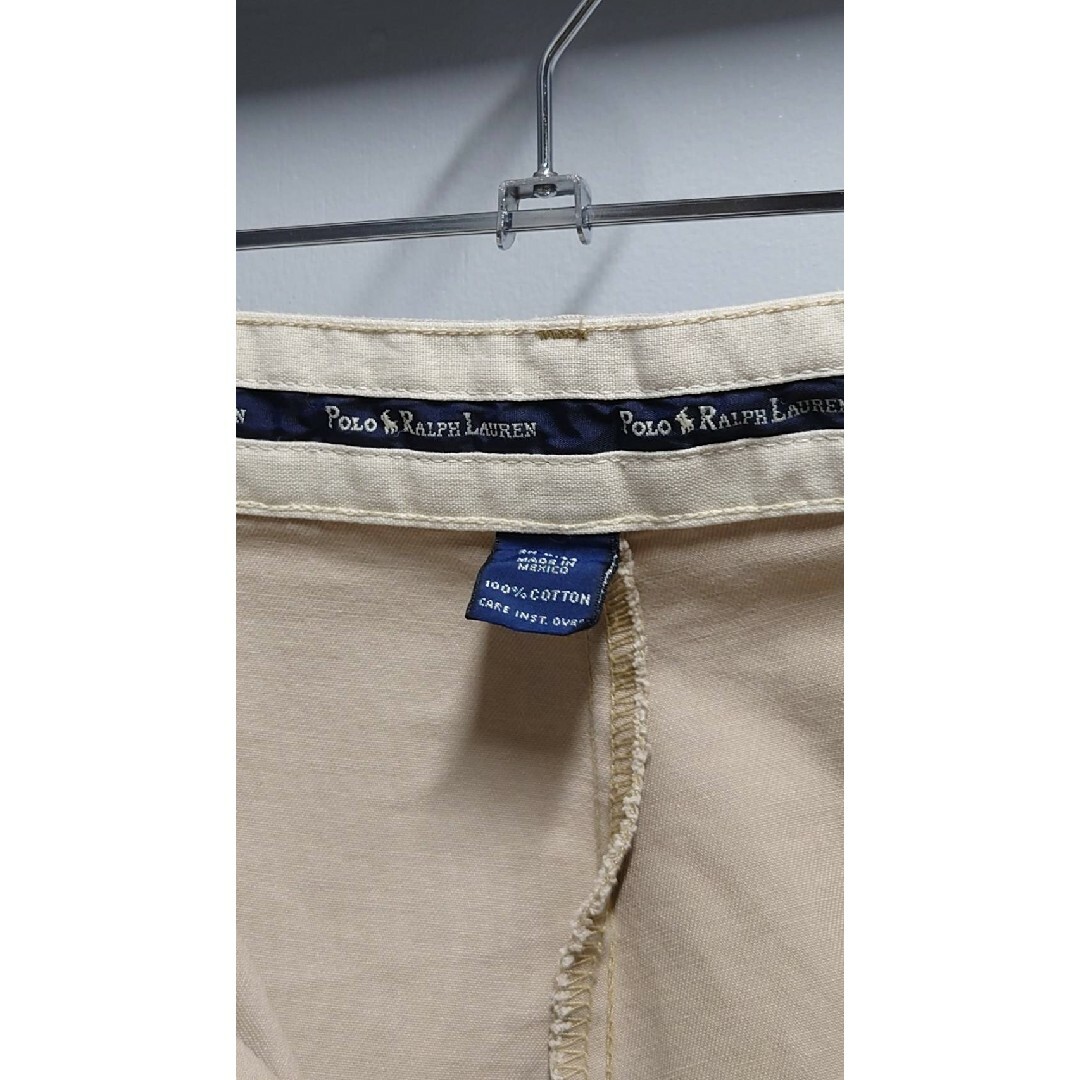 N POLO RALPH LAUREN POLO RALPH LAUREN
MADE IN
MEXICO
100% COTTON
CARE INST. OVER